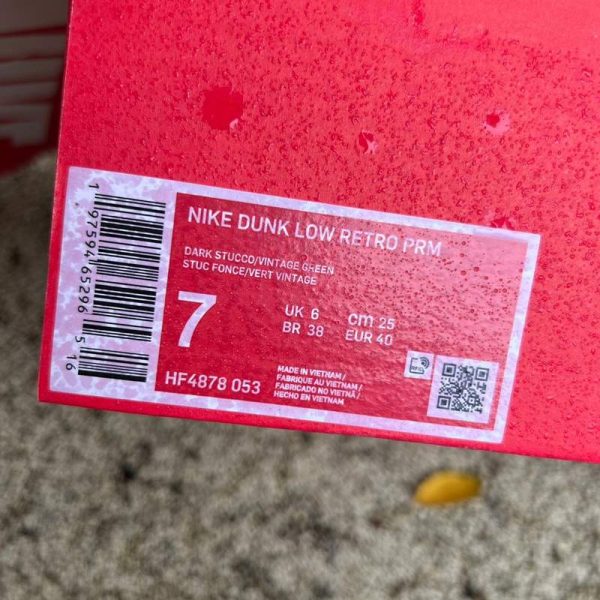 NIKE DUNK LOW RETRO PRM
DARK STUCCO/VINTAGE GREEN
STUC FONCE/VERT VINTAGE
7
UK 6 cm 25
BR 38 EUR 40
HF4878 053
MADE IN VIETNAM /
FABRIQUE AU VIETNAM /
FABRICADO NO VIETNÃ /
HECHO EN VIETNAM
RFID
1 97594 65296 5 16